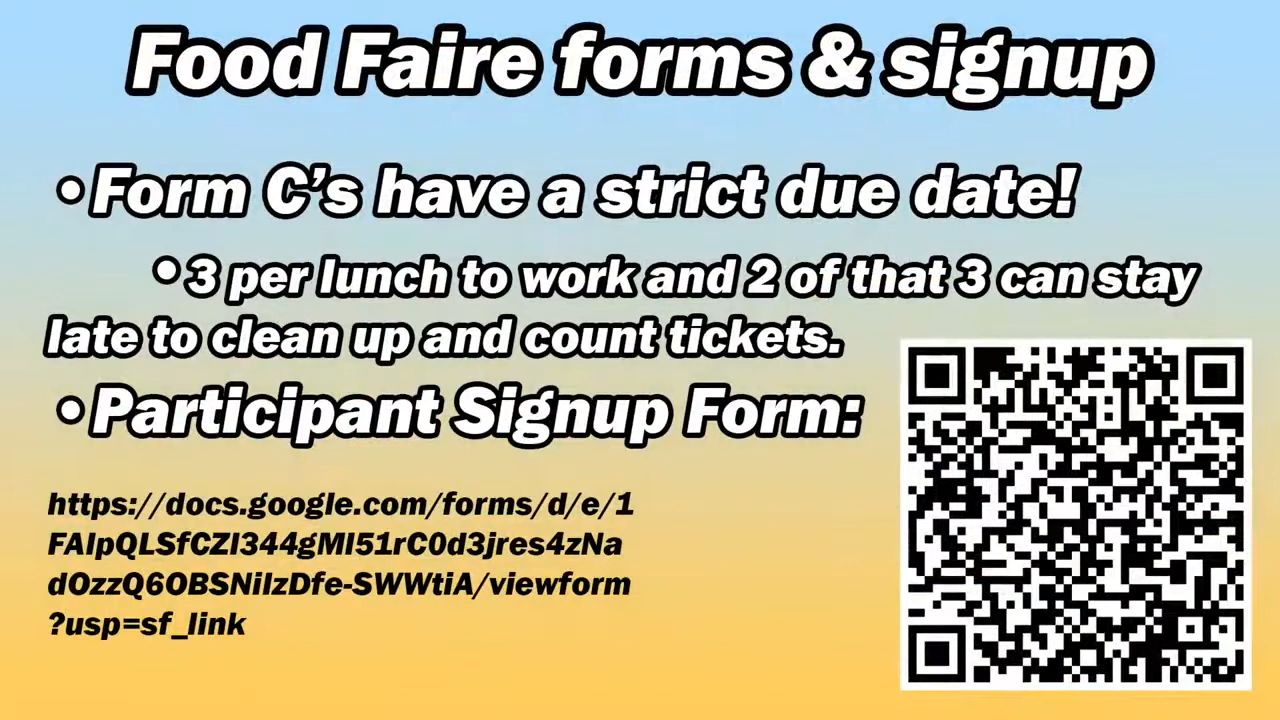 Food Faire forms & signup
•Form C's have a strict due date!
•3 per lunch to work and 2 of that 3 can stay
late to clean up and count tickets.
•Participant Signup Form:
https://docs.google.com/forms/d/e/1
FAIpQLSfCZI344gMI51rC0d3jres4zNa
dOzzQ6OBSNilzDfe-SWWtiA/viewform
?usp=sf_link